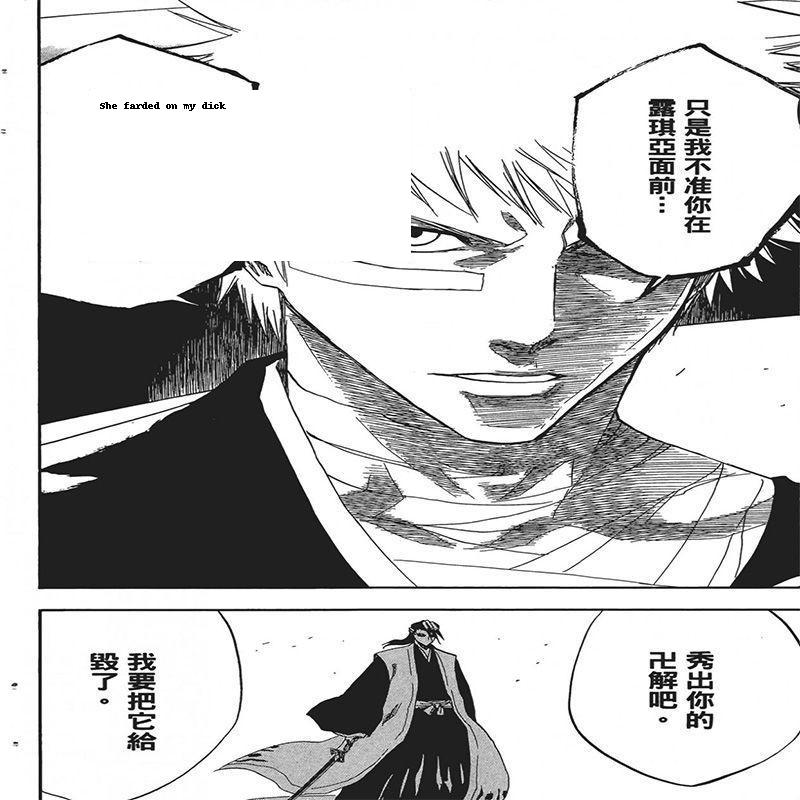 只是我不准你在
露琪亞面前…
She farded on my dick
秀出你的
卍解吧。
我要把它給
毀了。